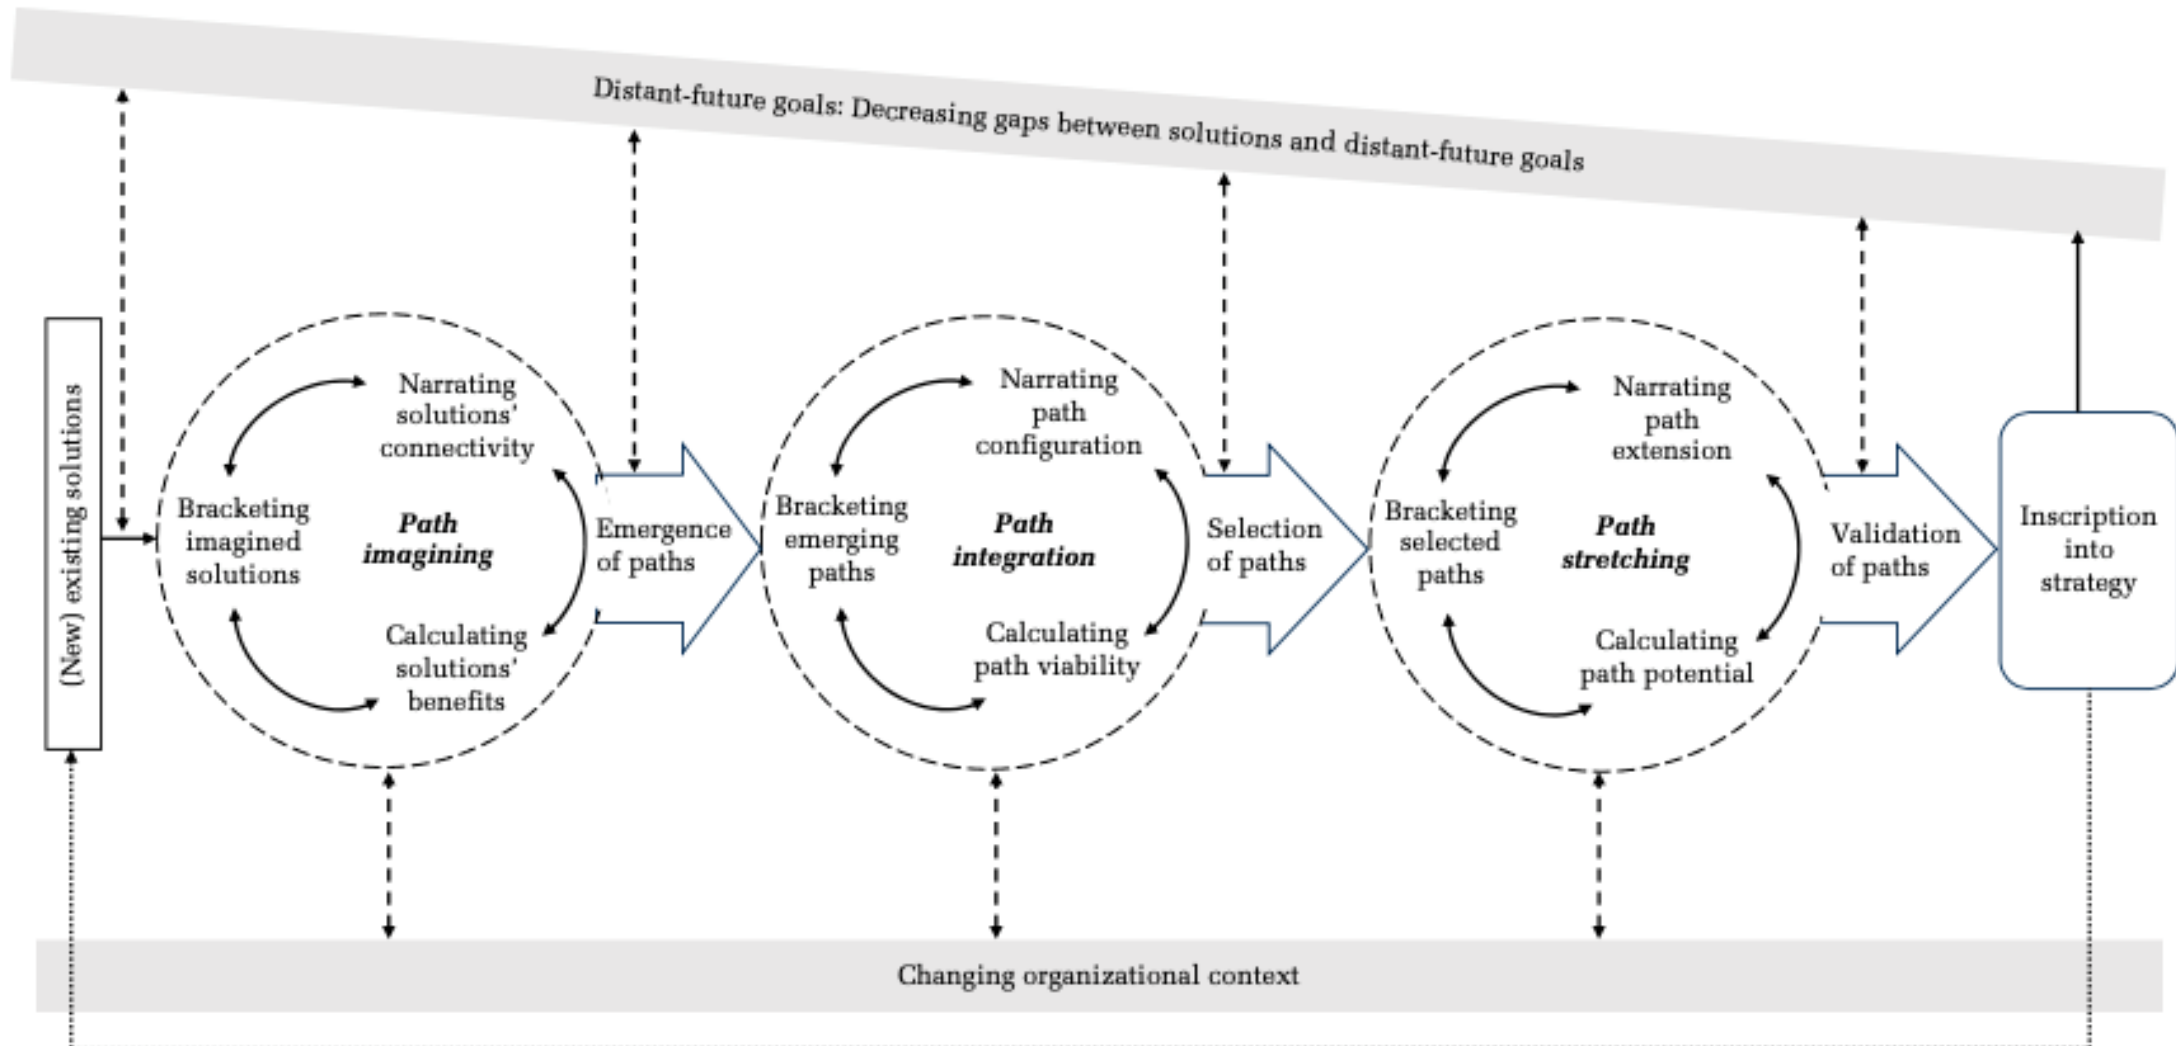 Distant-future goals: Decreasing gaps between solutions and distant-future goals
(New) existing solutions
Narrating
solutions'
connectivity
Bracketing
imagined
solutions
Path
imagining
Calculating
solutions'
benefits
Emergence
of paths
Narrating
path
configuration
Bracketing
emerging
paths
Path
integration
Calculating
path viability
Selection
of paths
Narrating
path
extension
Bracketing
selected
paths
Path
stretching
Calculating
path potential
Validation
of paths
Inscription
into
strategy
Changing organizational context